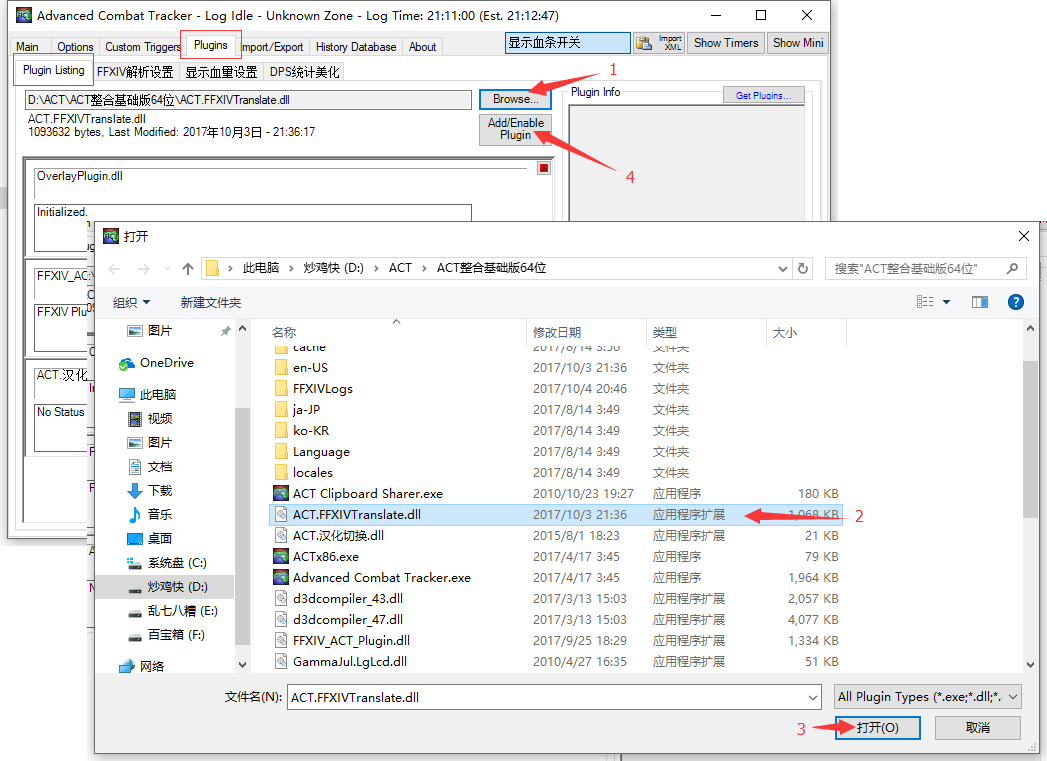 Advanced Combat Tracker - Log Idle - Unknown Zone - Log Time: 21:11:00 (Est. 21:12:47)
Main Options Custom Triggers Plugins Import/Export History Database About
显示血条开关 Import XML Show Timers Show Mini
Plugin Listing FFXIV解析设置 显示血量设置 DPS统计美化
1
D:\ACT\ACT整合基础版64位\ACT.FFXIVTranslate.dll
Browse...
Plugin Info
Get Plugins...
ACT.FFXIVTranslate.dll
1093632 bytes, Last Modified: 2017年10月3日 - 21:36:17
Add/Enable
Plugin
4
OverlayPlugin.dll
X
Initialized.
FFXIV_AC
FFXIV Plu
ACT.汉化
No Status
打开
此电脑 炒鸡快 (D:) ACT ACT整合基础版64位
搜索"ACT整合基础版64位"
组织 新建文件夹
图片
OneDrive
此电脑
视频
图片
文档
下载
音乐
桌面
系统盘 (C:)
炒鸡快 (D:)
乱七八糟 (E:)
百宝箱 (F:)
网络
名称 修改日期 类型 大小
cache 2017/8/14 3:50 文件夹
en-US 2017/10/3 21:36 文件夹
FFXIVLogs 2017/10/4 20:46 文件夹
ja-JP 2017/8/14 3:49 文件夹
ko-KR 2017/8/14 3:49 文件夹
Language 2017/8/14 3:49 文件夹
locales 2017/8/14 3:49 文件夹
ACT Clipboard Sharer.exe 2010/10/23 19:27 应用程序 180 KB
ACT.FFXIVTranslate.dll 2017/10/3 21:36 应用程序扩展 1,068 KB 2
ACT.汉化切换.dll 2015/8/1 18:23 应用程序扩展 21 KB
ACTx86.exe 2017/4/17 3:45 应用程序 79 KB
Advanced Combat Tracker.exe 2017/4/17 3:45 应用程序 1,964 KB
d3dcompiler_43.dll 2017/3/13 15:03 应用程序扩展 2,057 KB
d3dcompiler_47.dll 2017/3/13 15:03 应用程序扩展 4,077 KB
FFXIV_ACT_Plugin.dll 2017/9/25 18:29 应用程序扩展 1,334 KB
GammaJul.LgLcd.dll 2010/4/27 16:35 应用程序扩展 51 KB
文件名(N): ACT.FFXIVTranslate.dll All Plugin Types (*.exe;*.dll;*.
3 打开(O) 取消